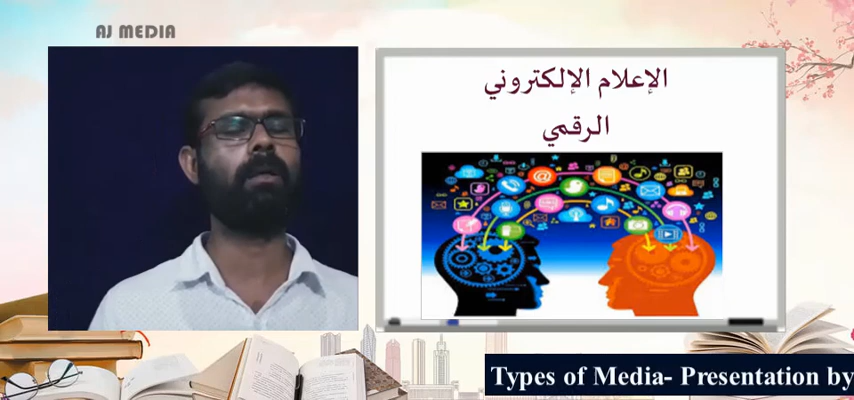 AJ MEDIA
الإعلام الإلكتروني
الرقمي
Types of Media- Presentation by